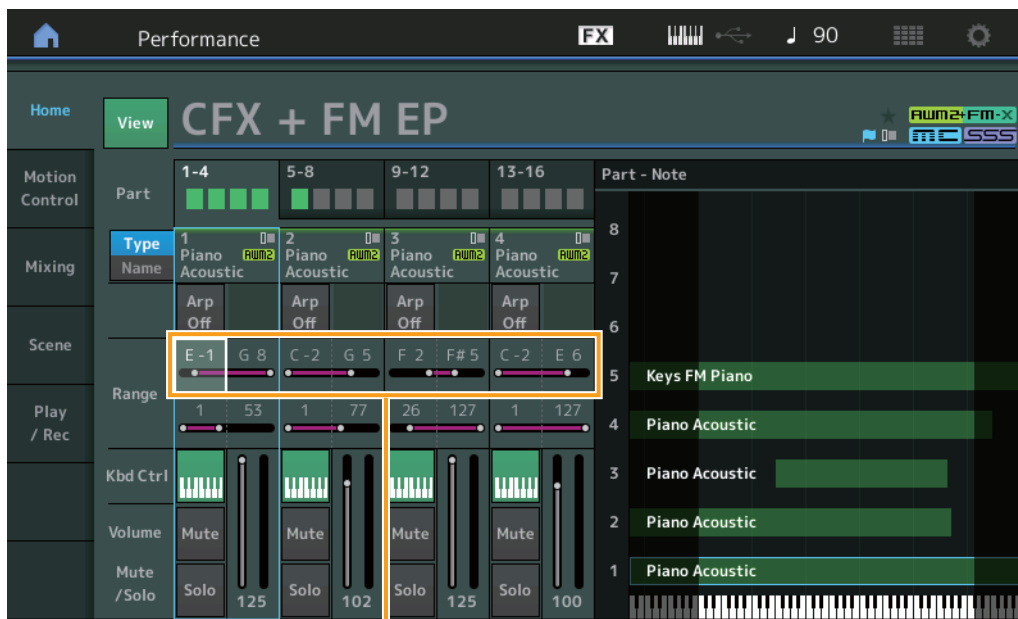 Performance FX 90
Home View CFX + FM EP AWM2+FM-X
MC SSS
Motion Control
Part 1-4 5-8 9-12 13-16 Part - Note
Type 1 2 3 4 8
Name Piano AWM2 Piano AWM2 Piano AWM2 Piano AWM2
Acoustic Acoustic Acoustic Acoustic
Mixing 7
Arp Off Arp Off Arp Off Arp Off
6
Scene E -1 G 8 C -2 G 5 F 2 F# 5 C -2 E 6
5 Keys FM Piano
Range
Play / Rec 1 53 1 77 26 127 1 127
4 Piano Acoustic
Kbd Ctrl 3 Piano Acoustic
Volume Mute Mute Mute Mute 2 Piano Acoustic
Mute /Solo 1 Piano Acoustic
Solo 125 Solo 102 Solo 125 Solo 100